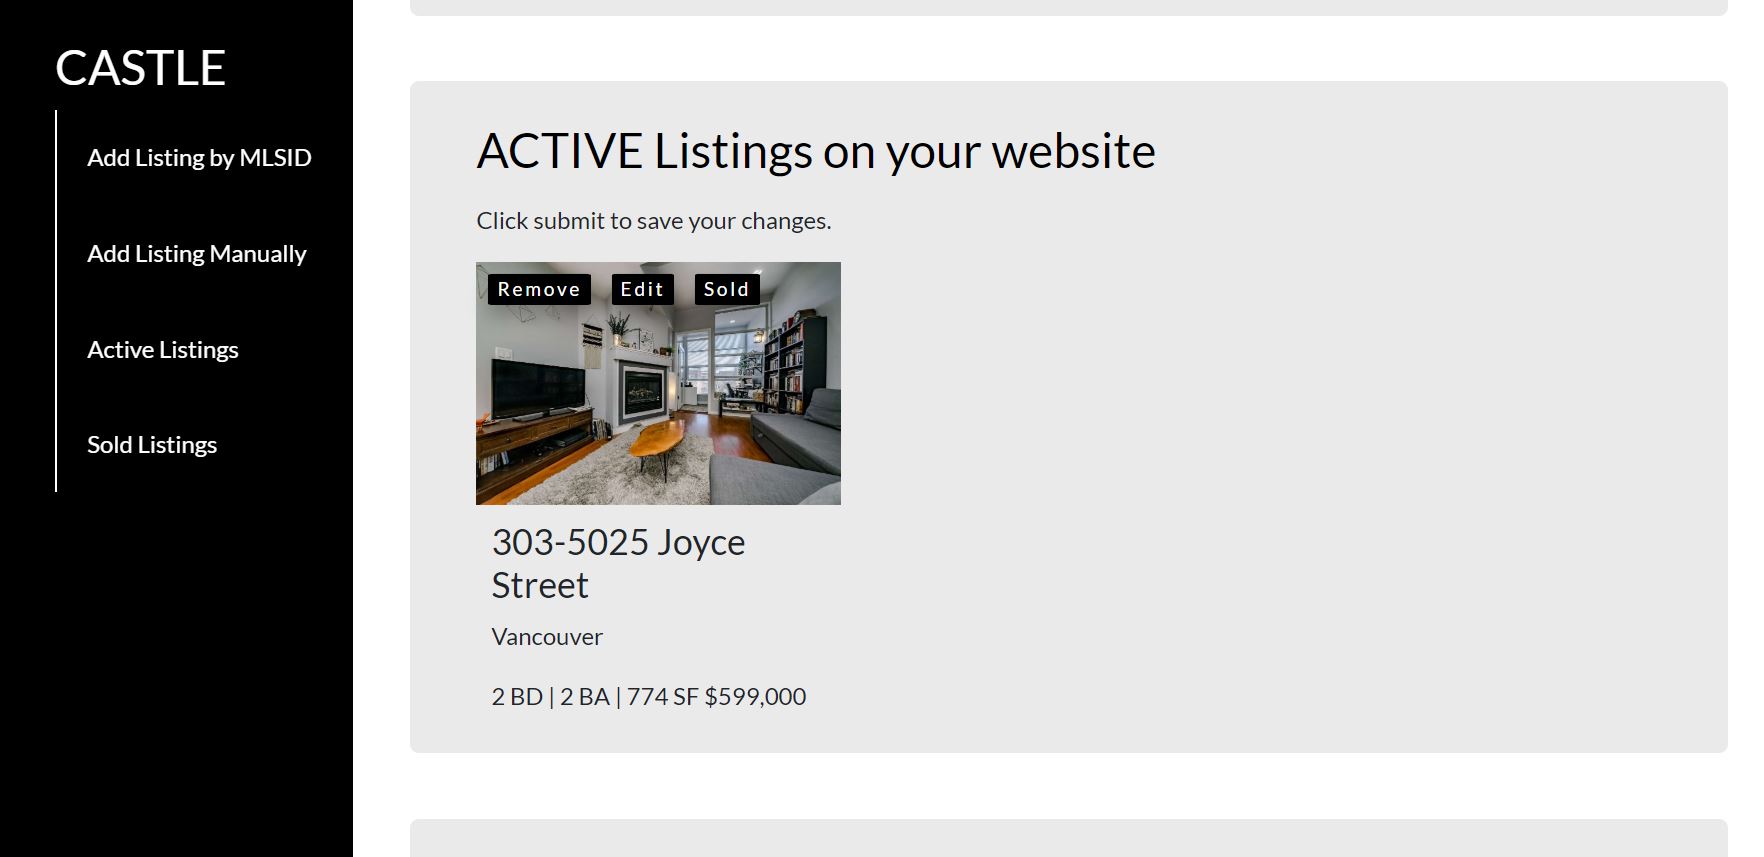 CASTLE
Add Listing by MLSID
Add Listing Manually
Active Listings
Sold Listings
ACTIVE Listings on your website
Click submit to save your changes.
Remove Edit Sold
303-5025 Joyce
Street
Vancouver
2 BD | 2 BA | 774 SF $599,000